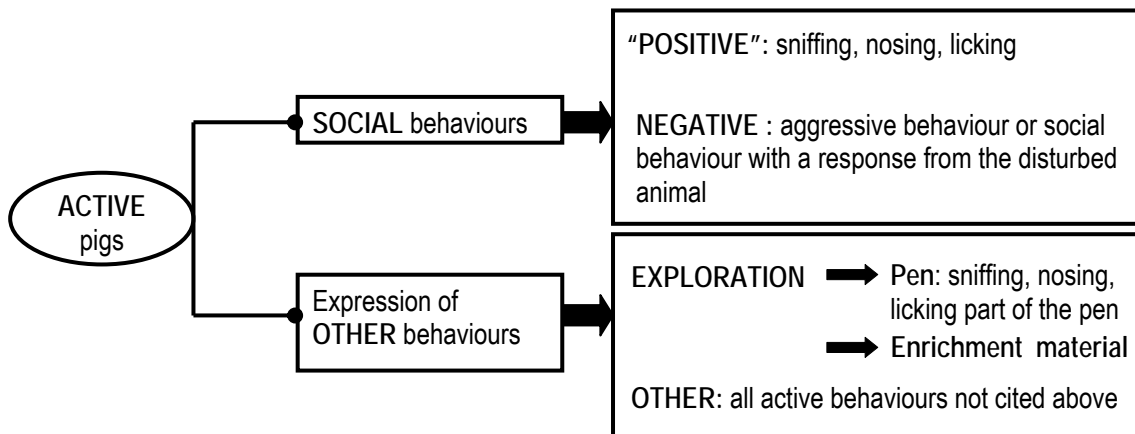 ACTIVE
pigs
SOCIAL behaviours
“POSITIVE”: sniffing, nosing, licking
NEGATIVE : aggressive behaviour or social
behaviour with a response from the disturbed
animal
Expression of
OTHER behaviours
EXPLORATION Pen: sniffing, nosing,
licking part of the pen
Enrichment material
OTHER: all active behaviours not cited above